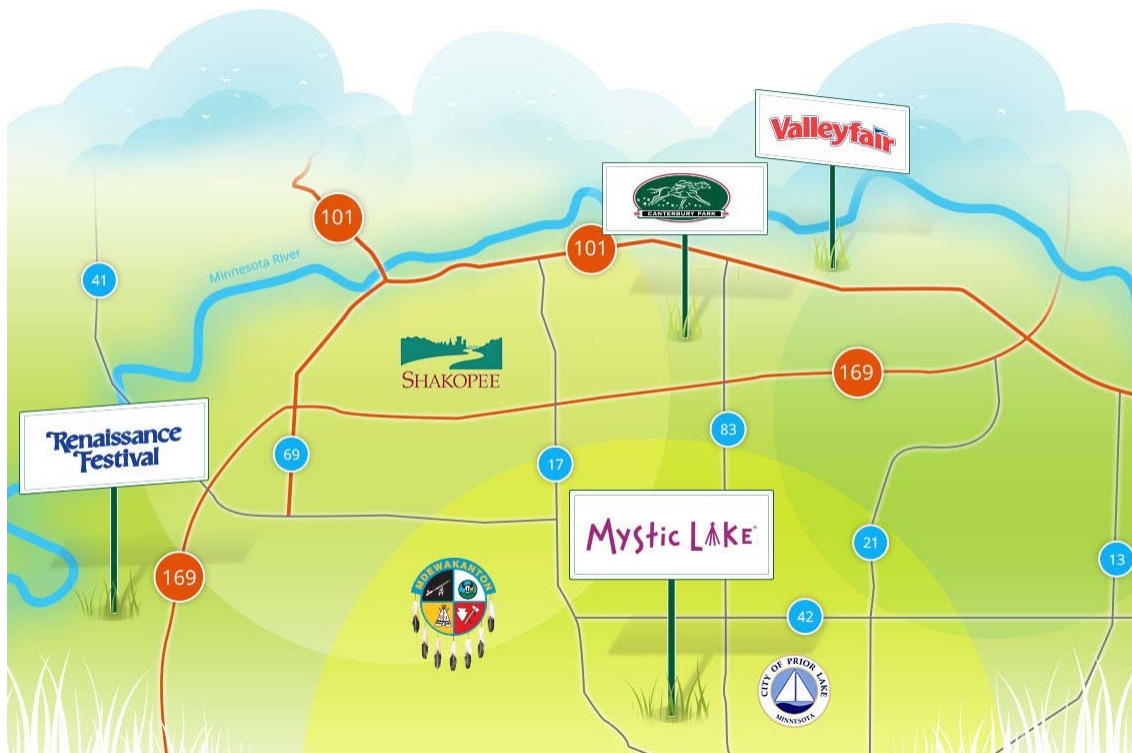 Valleyfair
CANTERBURY PARK
101
101
Minnesota River
41
SHAKOPEE
169
Renaissance
Festival
83
69
17
Mystic Lake
21
13
169
MDEWAKANTON
42
CITY OF PRIOR LAKE
MINNESOTA